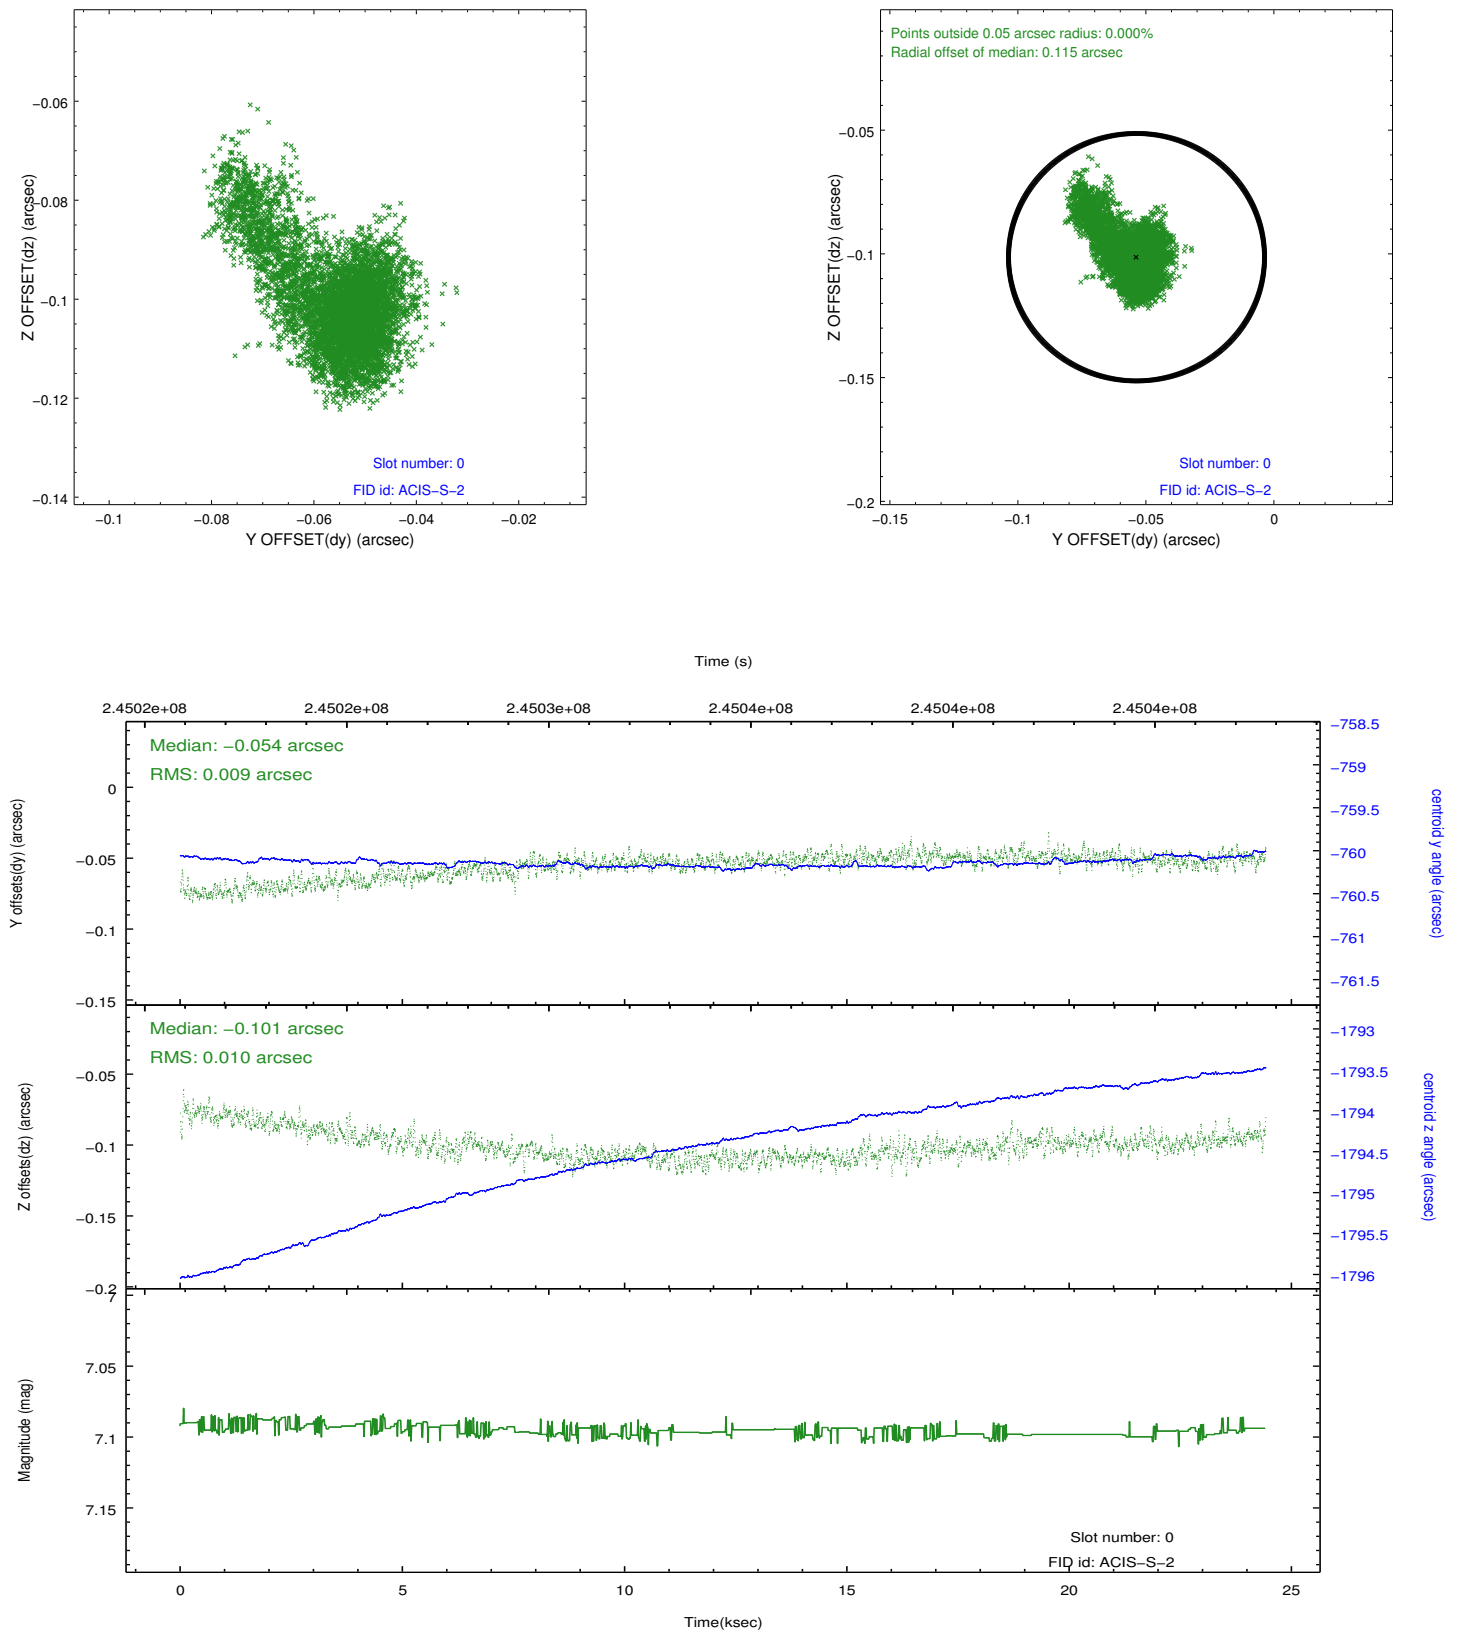 −0.06
−0.08
−0.1
−0.12
−0.14
Z OFFSET(dz) (arcsec)
Slot number: 0
FID id: ACIS−S−2
−0.1 −0.08 −0.06 −0.04 −0.02
Y OFFSET(dy) (arcsec)
Points outside 0.05 arcsec radius: 0.000%
Radial offset of median: 0.115 arcsec
−0.05
−0.1
−0.15
−0.2
Z OFFSET(dz) (arcsec)
Slot number: 0
FID id: ACIS−S−2
−0.15 −0.1 −0.05 0
Y OFFSET(dy) (arcsec)
Time (s)
2.4502e+08 2.4502e+08 2.4503e+08 2.4504e+08 2.4504e+08 2.4504e+08
Median: −0.054 arcsec
RMS: 0.009 arcsec
0
−0.05
−0.1
−0.15
Y offsets(dy) (arcsec)
−758.5
−759
−759.5
−760
−760.5
−761
−761.5
centroid y angle (arcsec)
Median: −0.101 arcsec
RMS: 0.010 arcsec
−0.05
−0.1
−0.15
−0.2
Z offsets(dz) (arcsec)
−1793
−1793.5
−1794
−1794.5
−1795
−1795.5
−1796
centroid z angle (arcsec)
7
7.05
7.1
7.15
Magnitude (mag)
Slot number: 0
FID id: ACIS−S−2
0 5 10 15 20 25
Time(ksec)